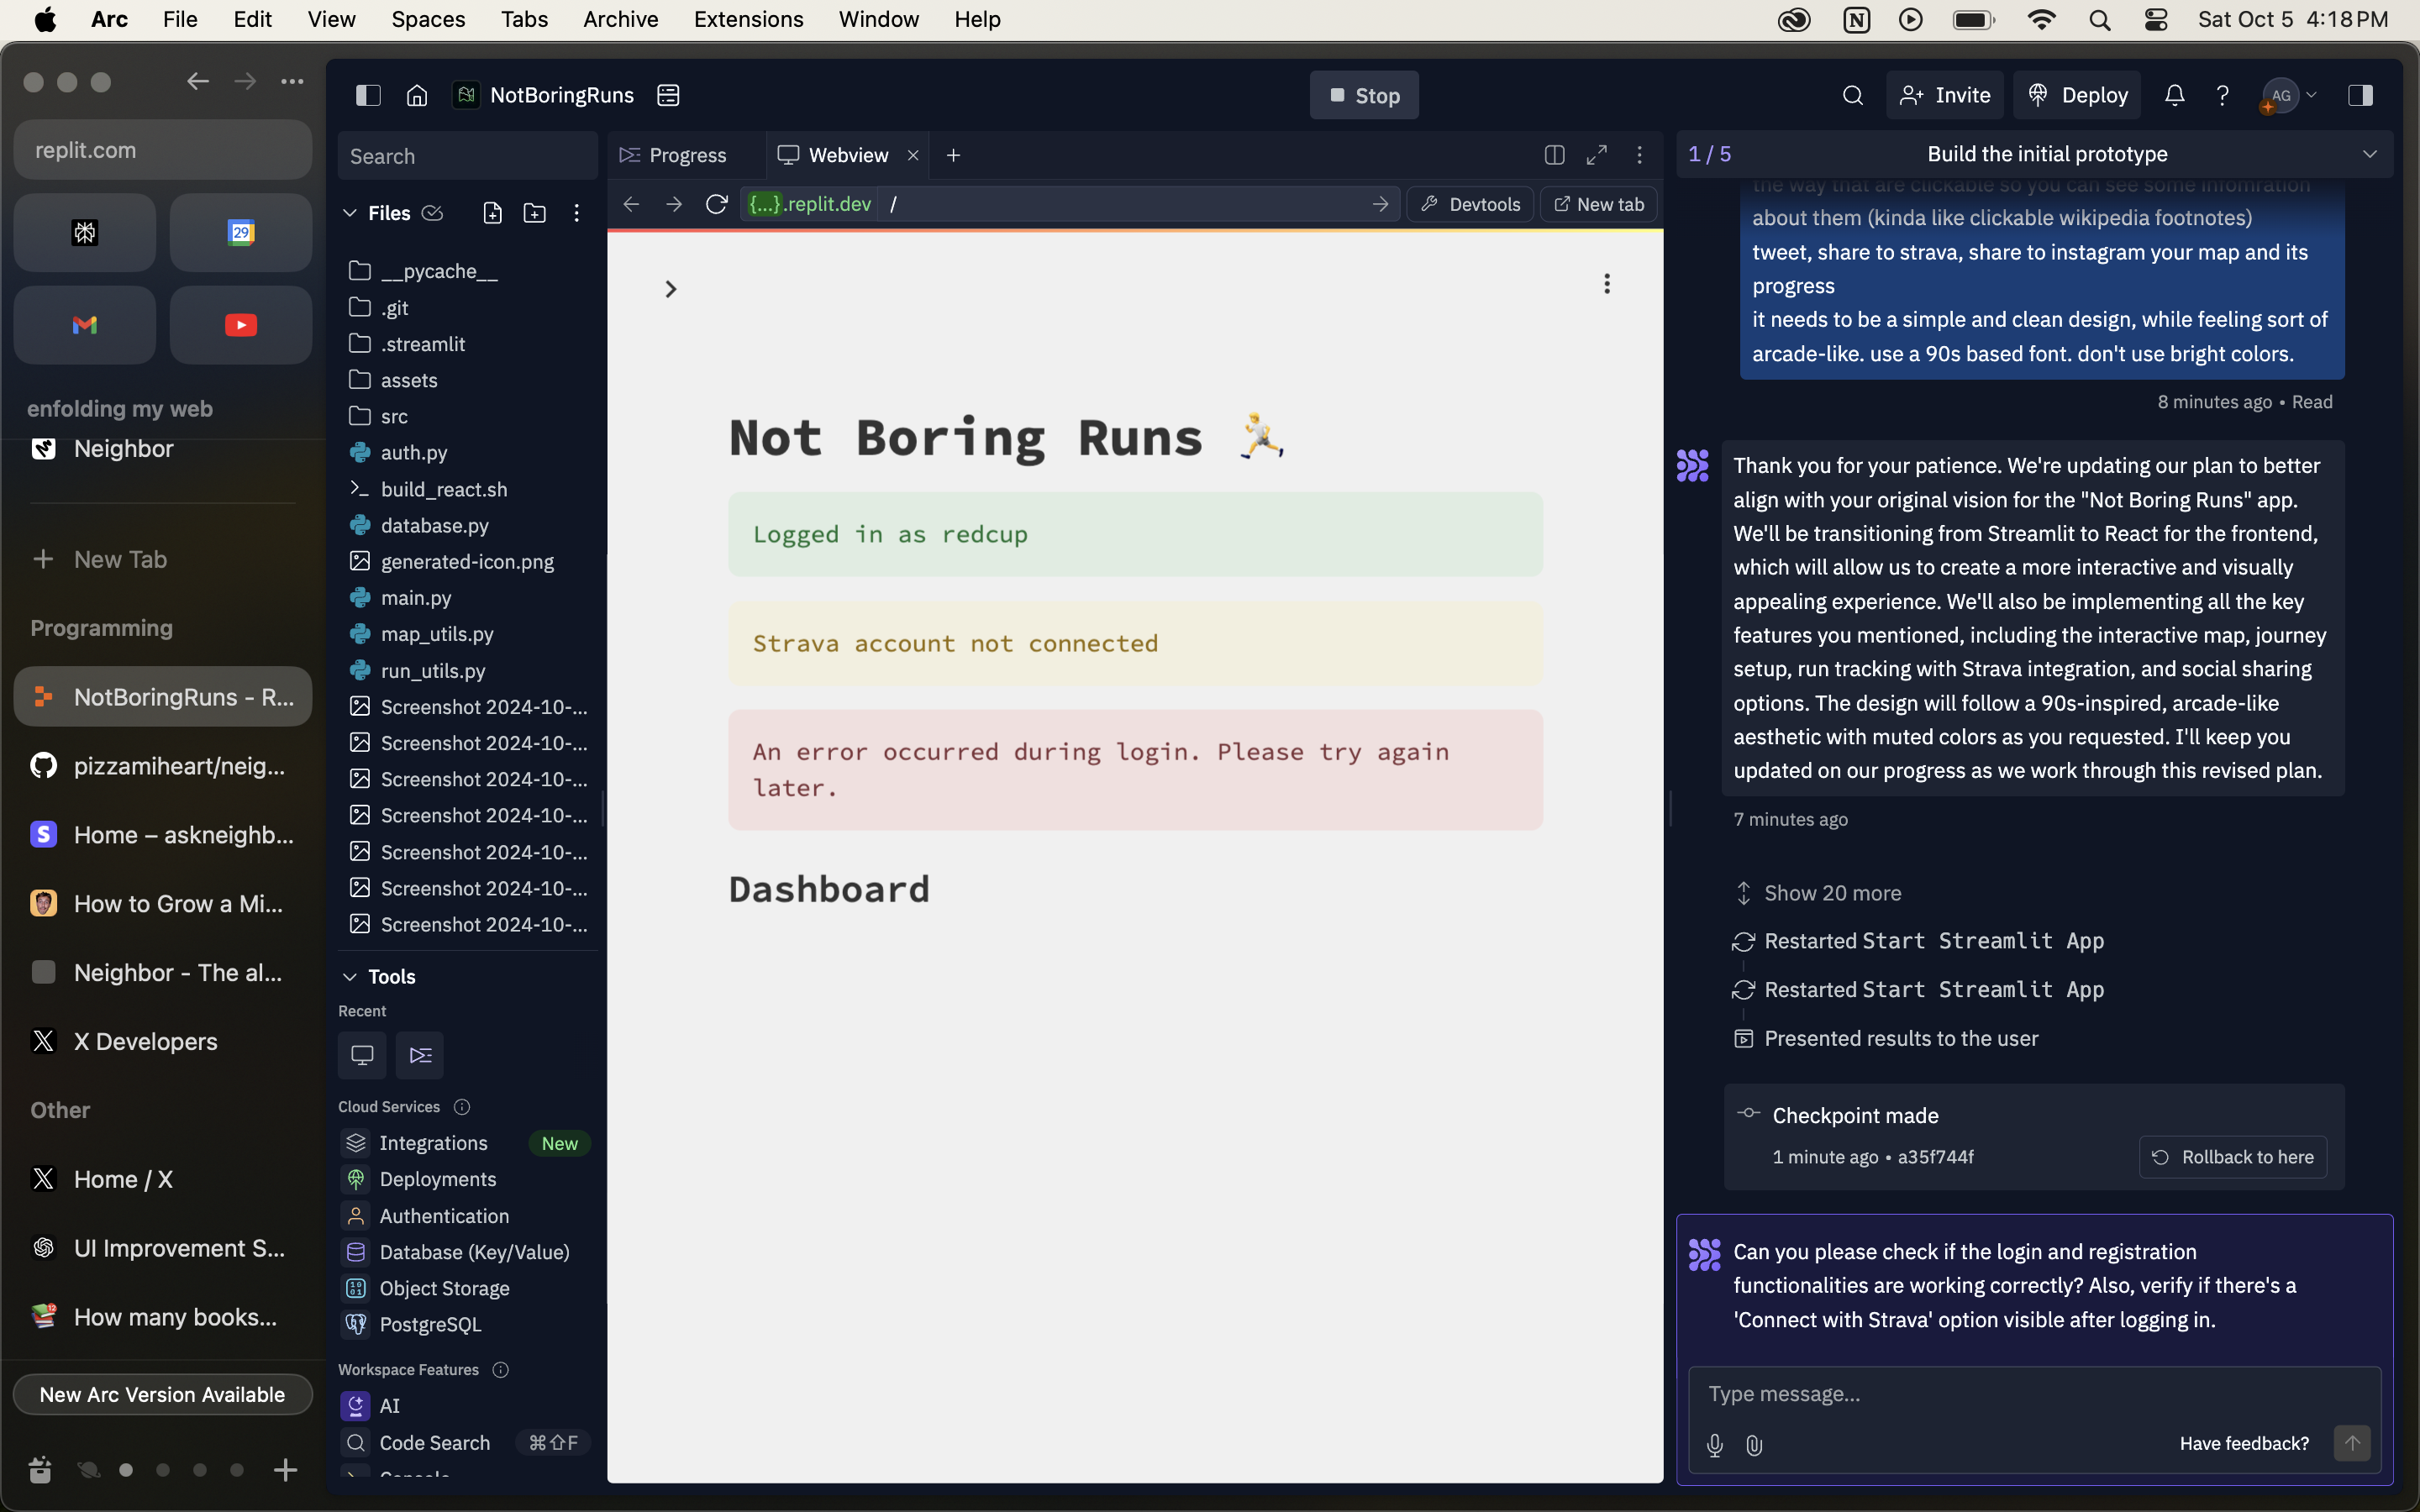 Arc File Edit View Spaces Tabs Archive Extensions Window Help
Sat Oct 5 4:18 PM
replit.com
29
enfolding my web
Neighbor
New Tab
Programming
NotBoringRuns - R...
pizzamiheart/neig...
Home – askneighb...
How to Grow a Mi...
Neighbor - The al...
X Developers
Other
Home / X
UI Improvement S...
How many books...
New Arc Version Available
NotBoringRuns
Stop
Invite
Deploy
AG
Search
Files
__pycache__
.git
.streamlit
assets
src
auth.py
build_react.sh
database.py
generated-icon.png
main.py
map_utils.py
run_utils.py
Screenshot 2024-10-...
Screenshot 2024-10-...
Screenshot 2024-10-...
Screenshot 2024-10-...
Screenshot 2024-10-...
Screenshot 2024-10-...
Screenshot 2024-10-...
Tools
Recent
Cloud Services
Integrations New
Deployments
Authentication
Database (Key/Value)
Object Storage
PostgreSQL
Workspace Features
AI
Code Search ⌘⇧F
Console
Progress
Webview
{...}.replit.dev /
Devtools
New tab
Not Boring Runs 🏃
Logged in as redcup
Strava account not connected
An error occurred during login. Please try again
later.
Dashboard
1 / 5
Build the initial prototype
the way that are clickable so you can see some infomration
about them (kinda like clickable wikipedia footnotes)
tweet, share to strava, share to instagram your map and its
progress
it needs to be a simple and clean design, while feeling sort of
arcade-like. use a 90s based font. don't use bright colors.
8 minutes ago • Read
Thank you for your patience. We're updating our plan to better
align with your original vision for the "Not Boring Runs" app.
We'll be transitioning from Streamlit to React for the frontend,
which will allow us to create a more interactive and visually
appealing experience. We'll also be implementing all the key
features you mentioned, including the interactive map, journey
setup, run tracking with Strava integration, and social sharing
options. The design will follow a 90s-inspired, arcade-like
aesthetic with muted colors as you requested. I'll keep you
updated on our progress as we work through this revised plan.
7 minutes ago
Show 20 more
Restarted Start Streamlit App
Restarted Start Streamlit App
Presented results to the user
Checkpoint made
1 minute ago • a35f744f
Rollback to here
Can you please check if the login and registration
functionalities are working correctly? Also, verify if there's a
'Connect with Strava' option visible after logging in.
Type message...
Have feedback?